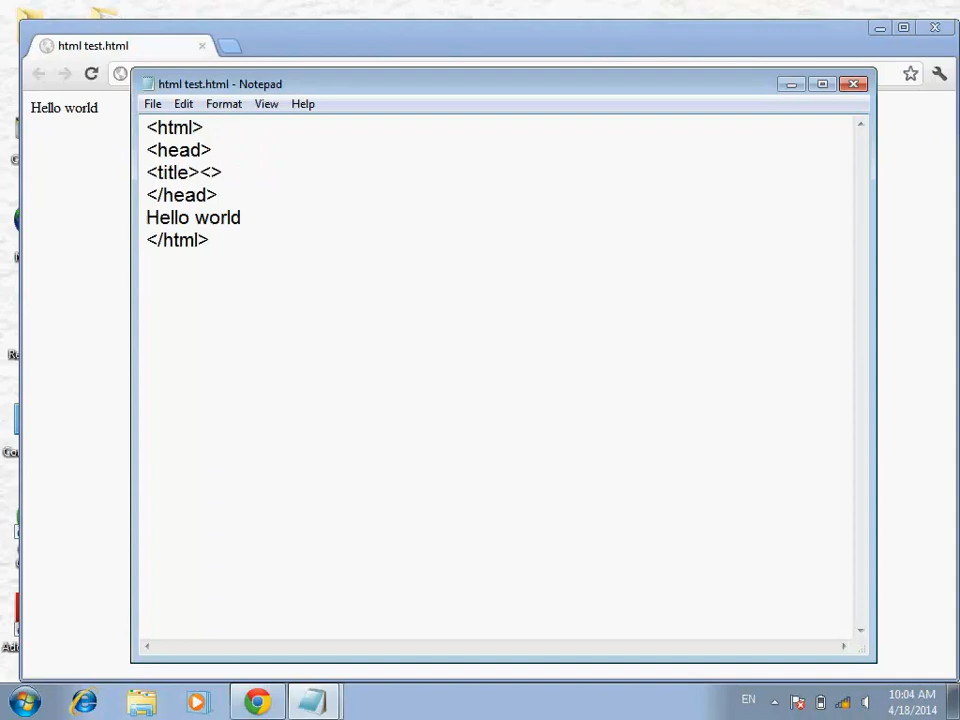 html test.html
html test.html - Notepad
File Edit Format View Help
Hello world
<html>
<head>
<title><>
</head>
Hello world
</html>
EN
10:04 AM
4/18/2014